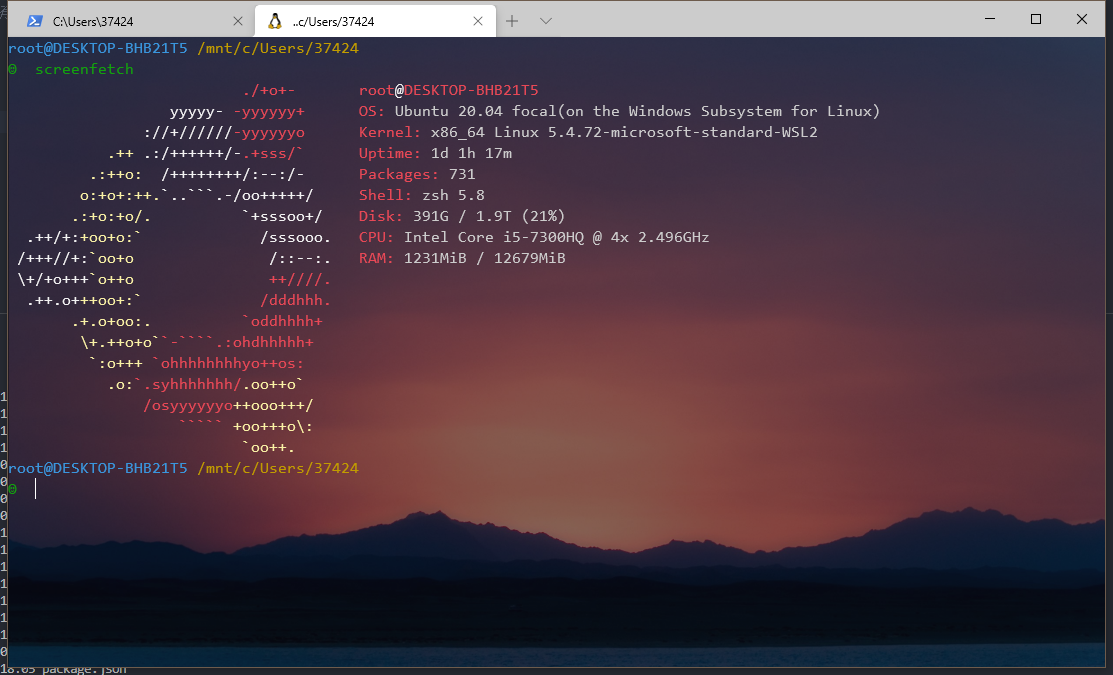 C:\Users\37424
..c/Users/37424
root@DESKTOP-BHB21T5 /mnt/c/Users/37424
@ screenfetch
./+o+- root@DESKTOP-BHB21T5
yyyyy- -yyyyyy+ OS: Ubuntu 20.04 focal(on the Windows Subsystem for Linux)
://+//////-yyyyyyo Kernel: x86_64 Linux 5.4.72-microsoft-standard-WSL2
.++ .:/++++++/-.+sss/` Uptime: 1d 1h 17m
.:++o: /++++++++/:--:/- Packages: 731
o:+o+:++.`..```.-/oo+++++/ Shell: zsh 5.8
.:+o:+o/. `+sssoo+/ Disk: 391G / 1.9T (21%)
.++/+:+oo+o:` /sssooo. CPU: Intel Core i5-7300HQ @ 4x 2.496GHz
/+++//+:`oo+o /::--:. RAM: 1231MiB / 12679MiB
\+/+o+++`o++o ++////.
.++.o+++oo+:` /dddhhh.
.+.o+oo:. `oddhhhh+
\+.++o+o``-````.:ohdhhhhh+
`:o+++ `ohhhhhhhhyo++os:
.o:`.syhhhhhhh/.oo++o`
/osyyyyyyo++ooo+++/
````` +oo+++o\:
`oo++.
root@DESKTOP-BHB21T5 /mnt/c/Users/37424
@
package.json